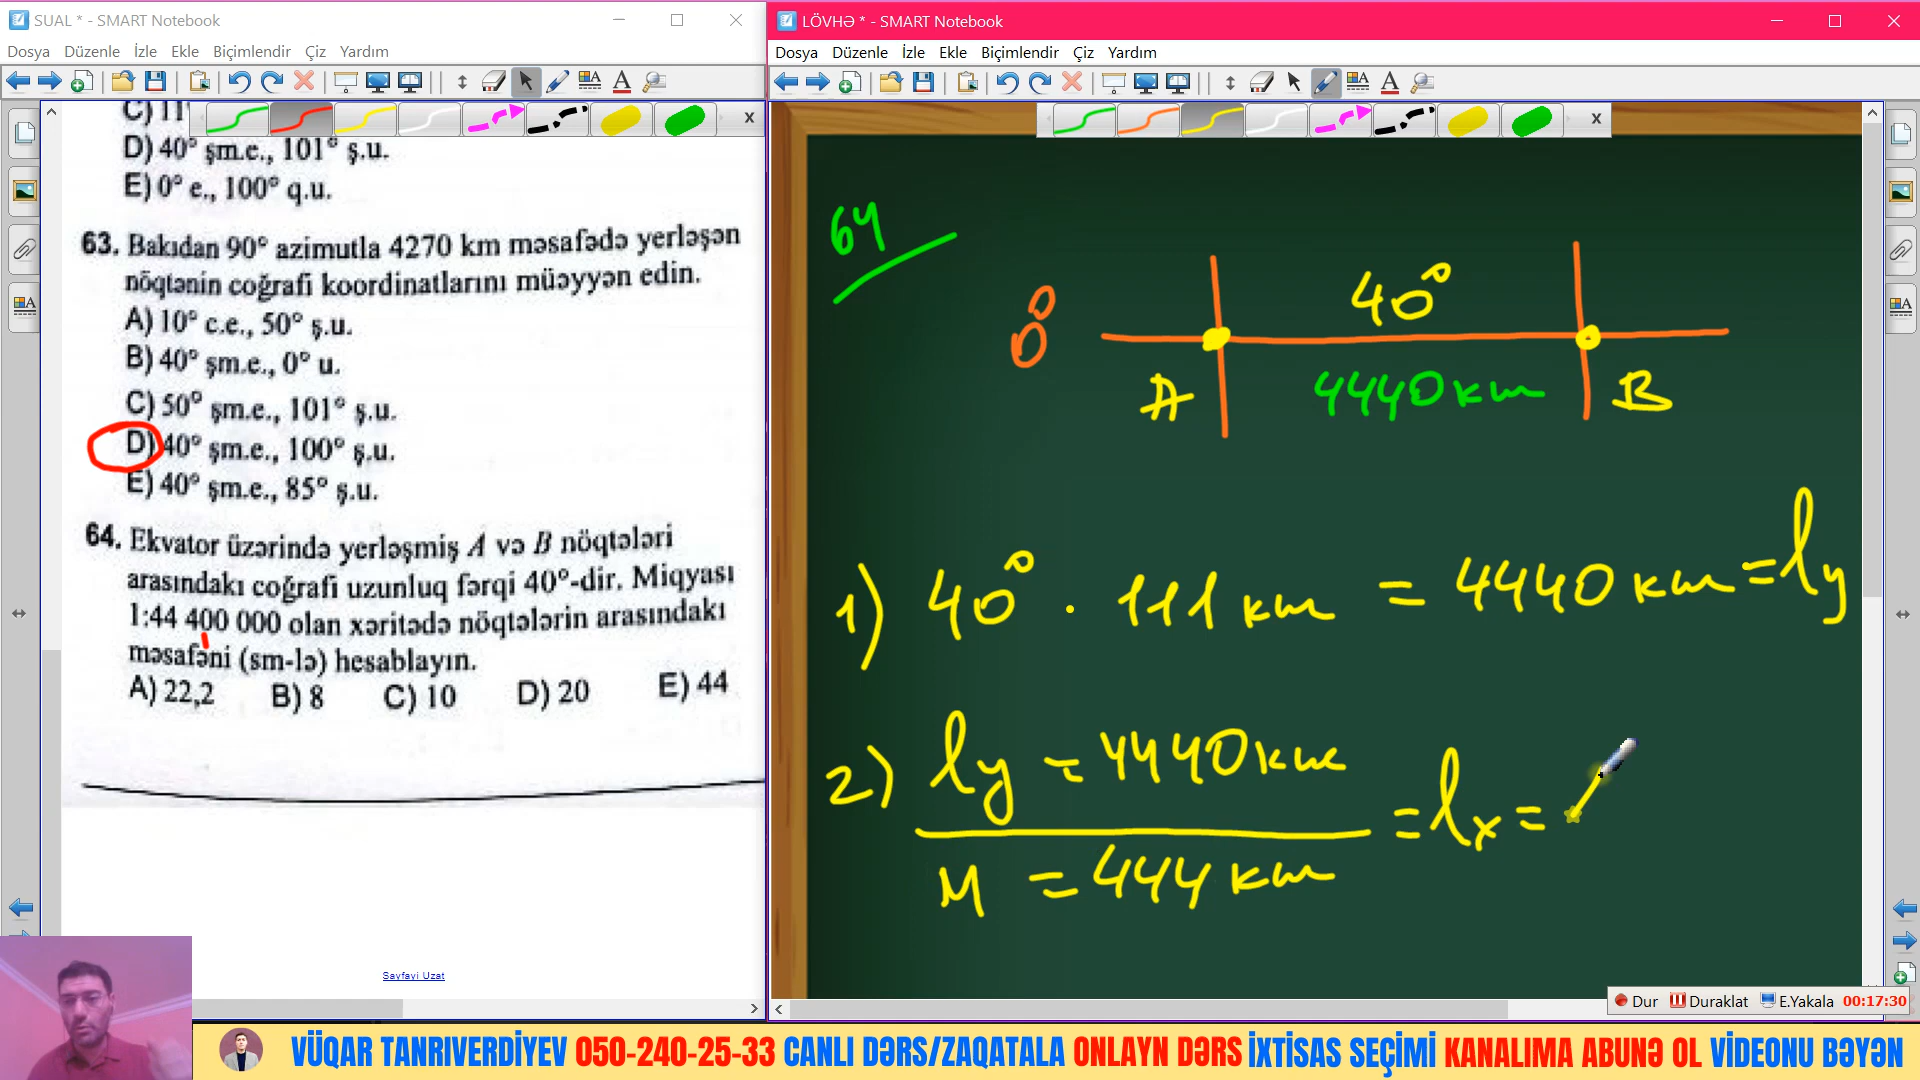 SUAL * - SMART Notebook
Dosya Düzenle İzle Ekle Biçimlendir Çiz Yardım
C) 11
D) 40° şm.e., 101° ş.u.
E) 0° e., 100° q.u.
63. Bakıdan 90° azimutla 4270 km məsafədə yerləşən
nöqtənin coğrafi koordinatlarını müəyyən edin.
A) 10° c.e., 50° ş.u.
B) 40° şm.e., 0° u.
C) 50° şm.e., 101° ş.u.
D) 40° şm.e., 100° ş.u.
E) 40° şm.e., 85° ş.u.
64. Ekvator üzərində yerləşmiş A və B nöqtələri
arasındakı coğrafi uzunluq fərqi 40°-dir. Miqyası
1:44 400 000 olan xəritədə nöqtələrin arasındakı
məsafəni (sm-lə) hesablayın.
A) 22,2 B) 8 C) 10 D) 20 E) 44
Sayfayi Uzat
LÖVHƏ * - SMART Notebook
Dosya Düzenle İzle Ekle Biçimlendir Çiz Yardım
64
0° 40°
A 4440 km B
1) 40° · 111 km = 4440 km = ly
2) ly = 4440 km
M = 444 km
= lx =
Dur Duraklat E.Yakala 00:17:30
VÜQAR TANRIVERDİYEV 050-240-25-33 CANLI DƏRS/ZAQATALA ONLAYN DƏRS İXTİSAS SEÇİMİ KANALIMA ABUNƏ OL VİDEONU BƏYƏN